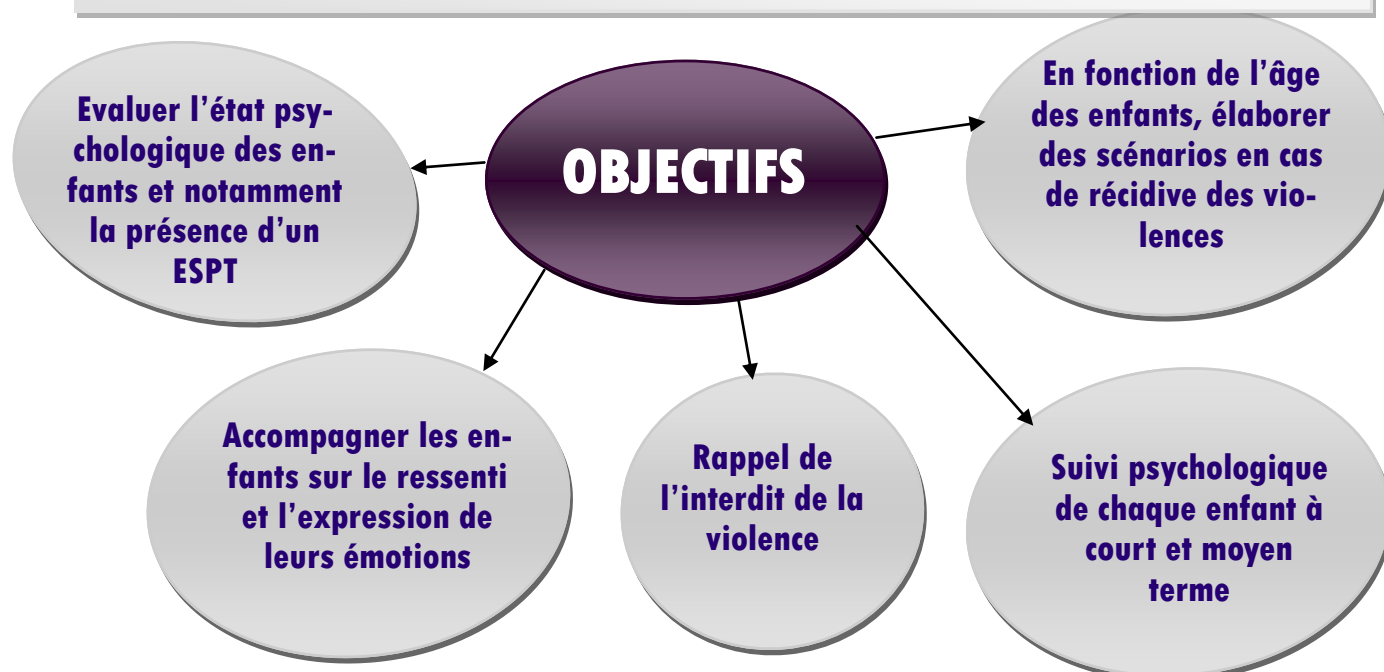 OBJECTIFS
Evaluer l’état psy-
chologique des en-
fants et notamment
la présence d’un
ESPT
En fonction de l’âge
des enfants, élaborer
des scénarios en cas
de récidive des vio-
lences
Accompagner les en-
fants sur le ressenti
et l’expression de
leurs émotions
Rappel de
l’interdit de la
violence
Suivi psychologique
de chaque enfant à
court et moyen
terme